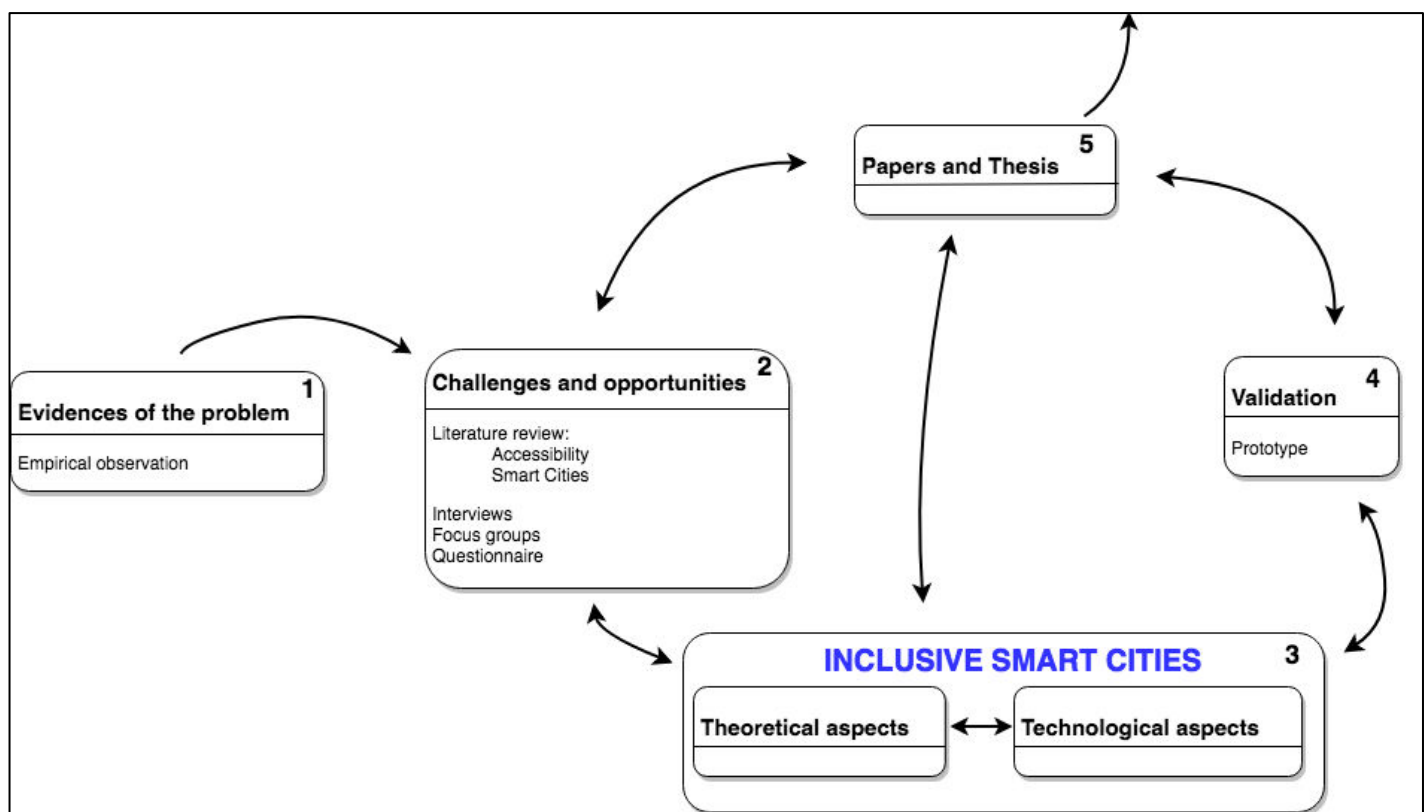 5
Papers and Thesis
1
Evidences of the problem
Empirical observation
2
Challenges and opportunities
Literature review:
Accessibility
Smart Cities
Interviews
Focus groups
Questionnaire
4
Validation
Prototype
INCLUSIVE SMART CITIES 3
Theoretical aspects
Technological aspects